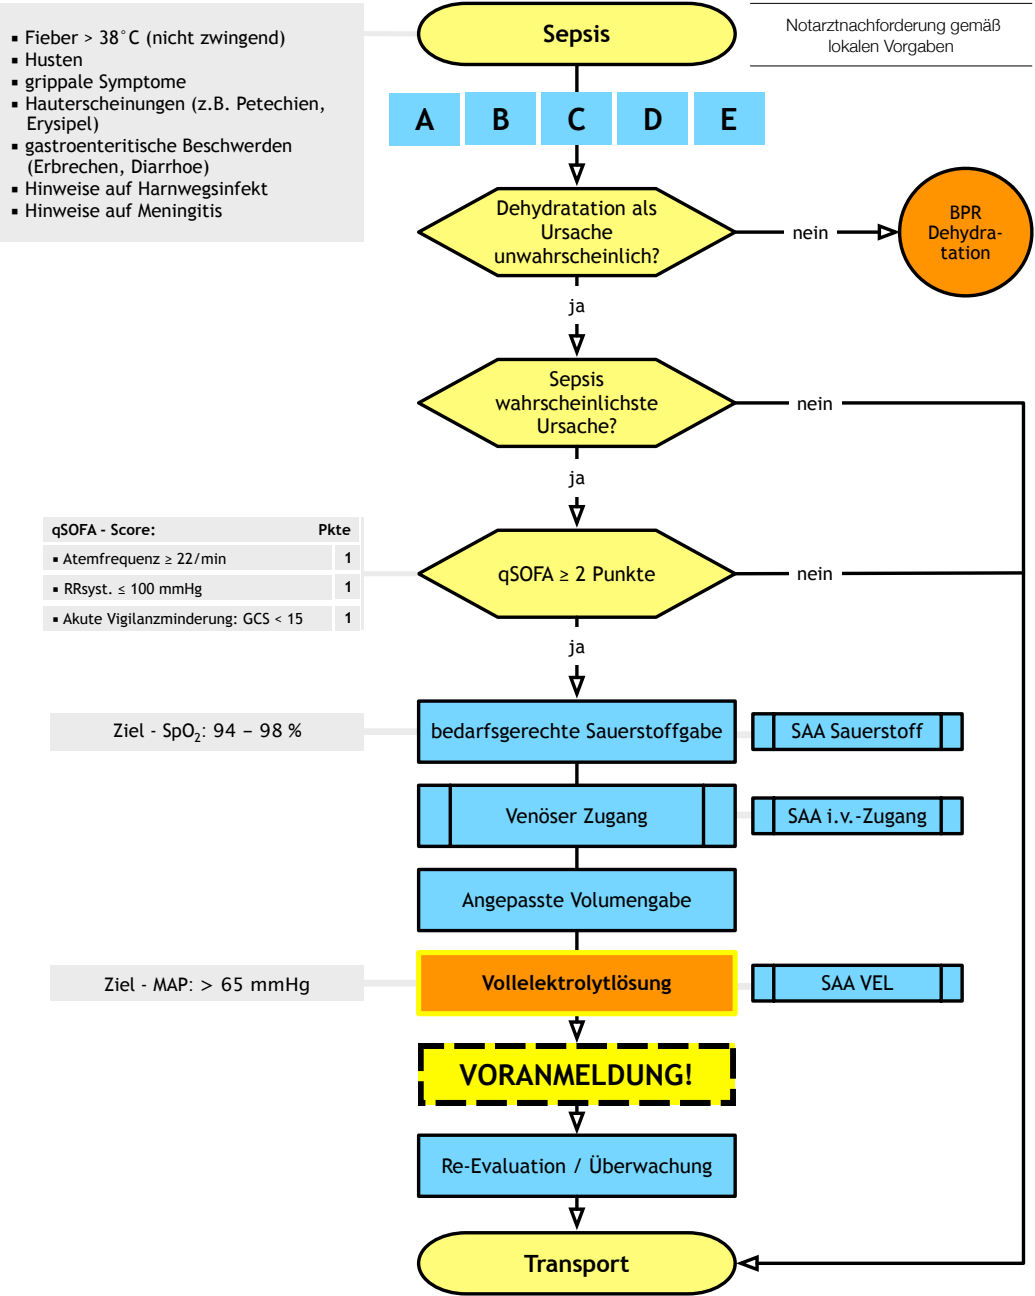 ▪ Fieber > 38°C (nicht zwingend)
▪ Husten
▪ grippale Symptome
▪ Hauterscheinungen (z.B. Petechien,
Erysipel)
▪ gastroenteritische Beschwerden
(Erbrechen, Diarrhoe)
▪ Hinweise auf Harnwegsinfekt
▪ Hinweise auf Meningitis
Sepsis
Notarztnachforderung gemäß
lokalen Vorgaben
A B C D E
Dehydratation als
Ursache
unwahrscheinlich?
nein
BPR
Dehydra-
tation
ja
Sepsis
wahrscheinlichste
Ursache?
nein
ja
qSOFA - Score: Pkte
▪ Atemfrequenz ≥ 22/min 1
▪ RRsyst. ≤ 100 mmHg 1
▪ Akute Vigilanzminderung: GCS < 15 1
qSOFA ≥ 2 Punkte
nein
ja
Ziel - SpO₂: 94 – 98 %
bedarfsgerechte Sauerstoffgabe
SAA Sauerstoff
Venöser Zugang
SAA i.v.-Zugang
Angepasste Volumengabe
Ziel - MAP: > 65 mmHg
Vollelektrolytlösung
SAA VEL
VORANMELDUNG!
Re-Evaluation / Überwachung
Transport